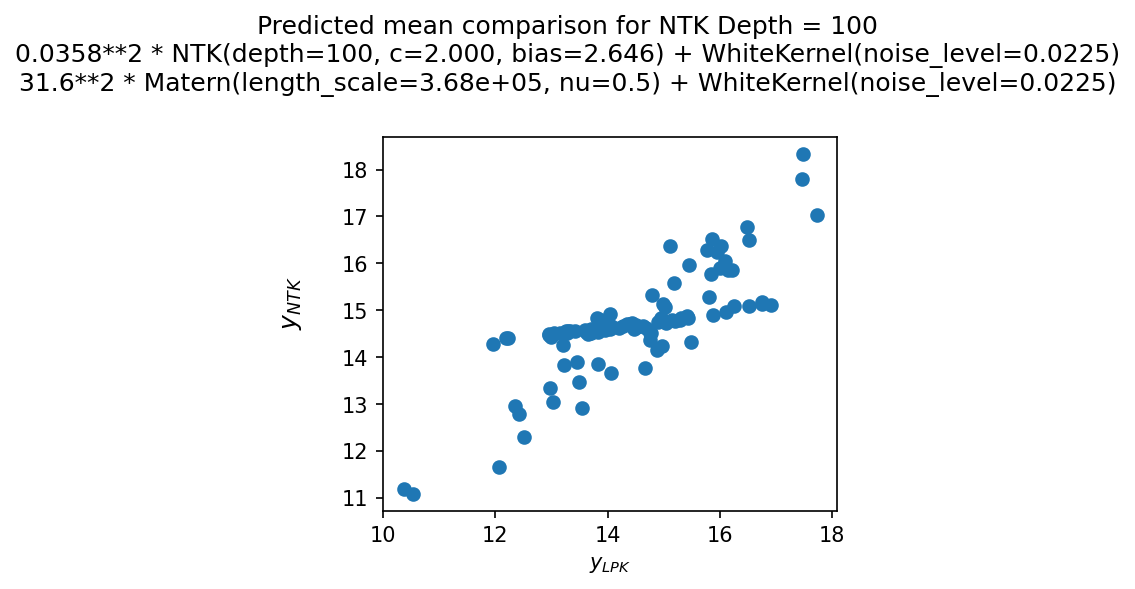 Predicted mean comparison for NTK Depth = 100
0.0358**2 * NTK(depth=100, c=2.000, bias=2.646) + WhiteKernel(noise_level=0.0225)
31.6**2 * Matern(length_scale=3.68e+05, nu=0.5) + WhiteKernel(noise_level=0.0225)
18
17
16
15
14
13
12
11
y_NTK
10 12 14 16 18
y_LPK